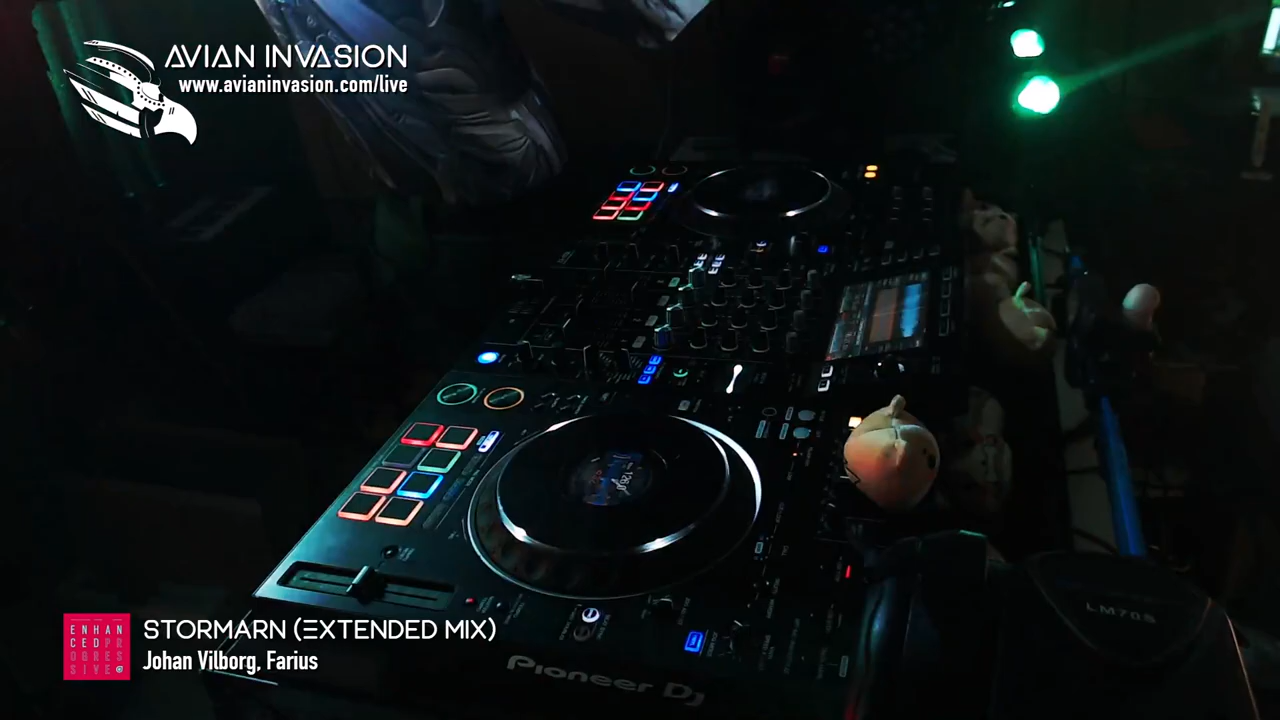 AVIAN INVASION
www.avianinvasion.com/live
LM70S
ENHAN
CEDPR
OGRES
SIVE
STORMARN (EXTENDED MIX)
Johan Vilborg, Farius
Pioneer Dj